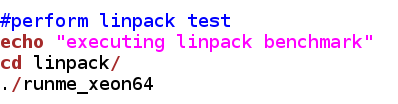 #perform linpack test
echo "executing linpack benchmark"
cd linpack/
./runme_xeon64